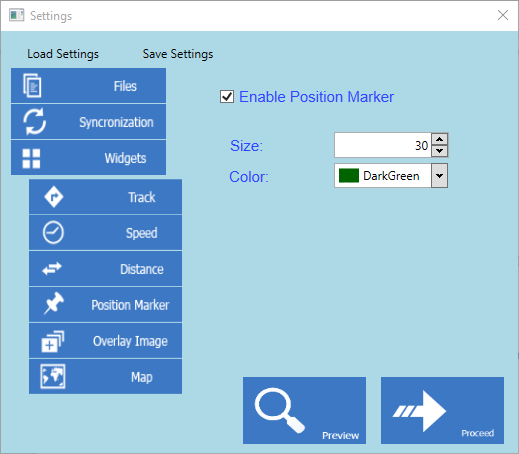 Settings
Load Settings
Save Settings
Files
Syncronization
Widgets
Track
Speed
Distance
Position Marker
Overlay Image
Map
Enable Position Marker
Size:
30
Color:
DarkGreen
Preview
Proceed